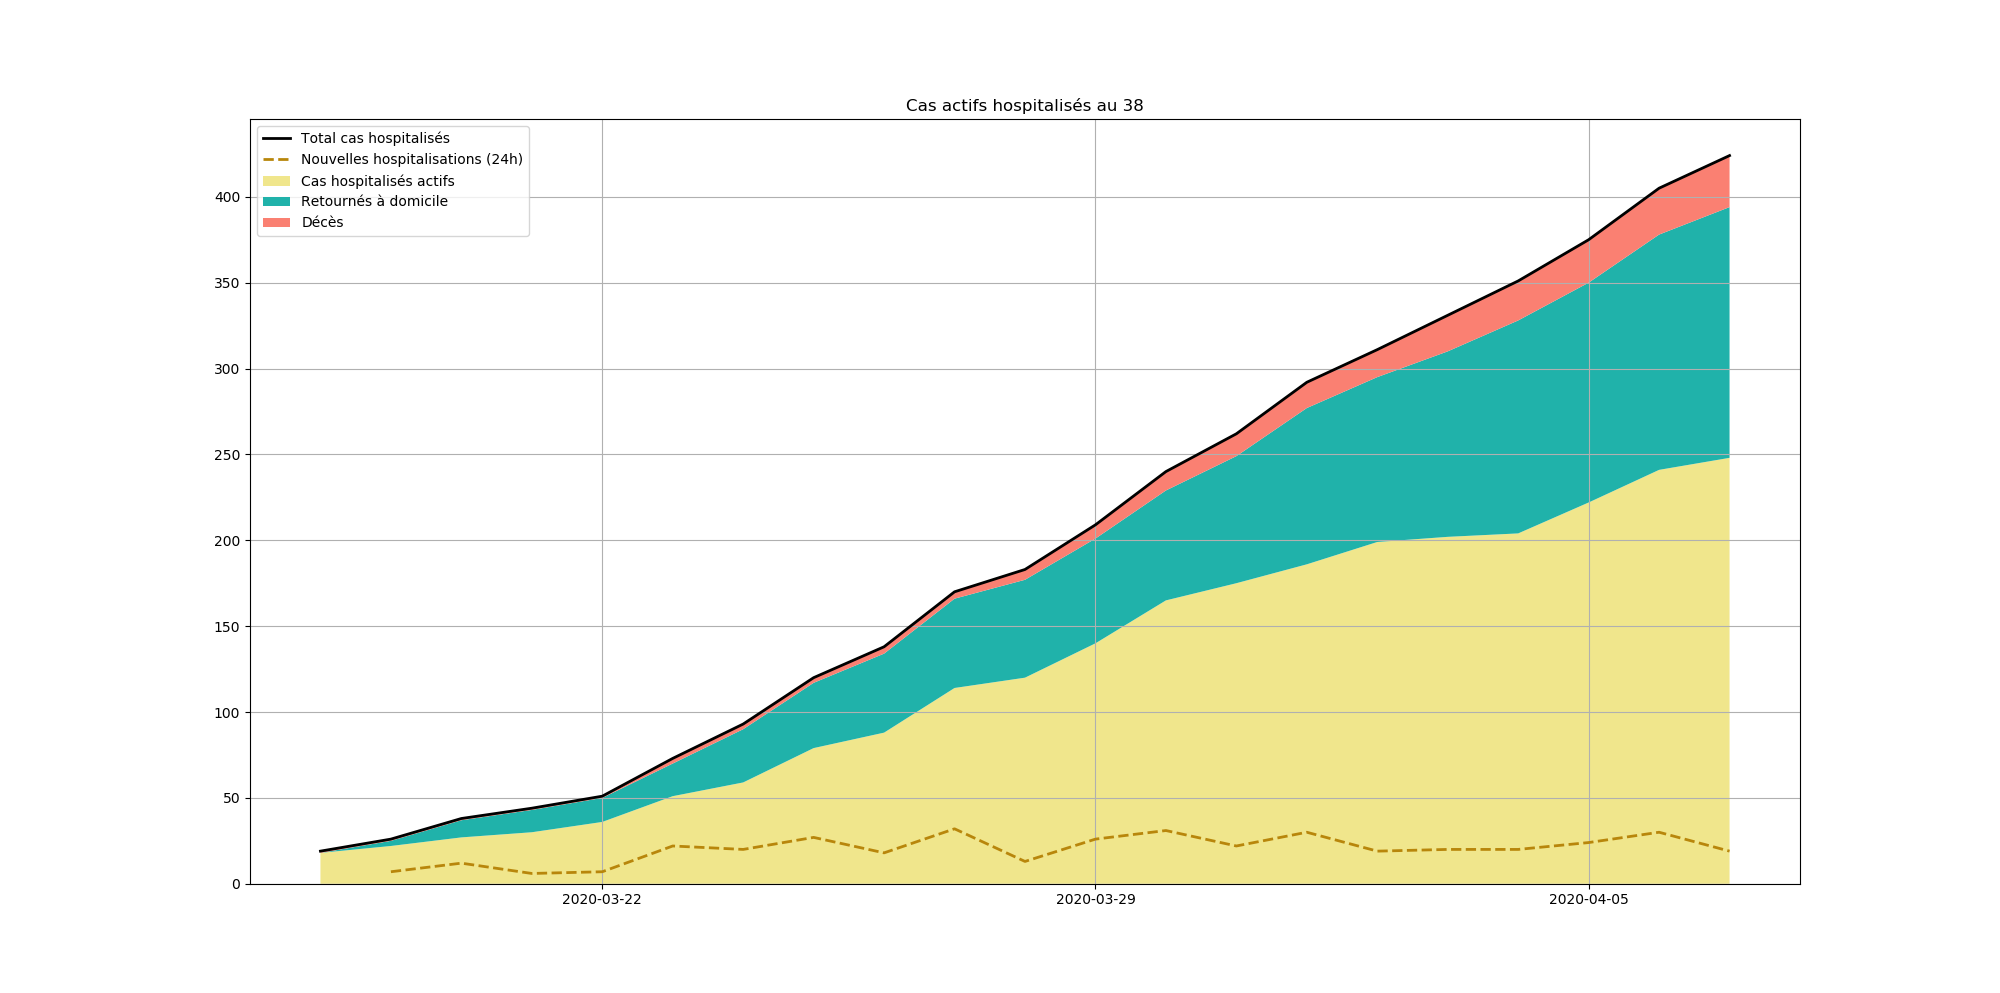 Cas actifs hospitalisés au 38
Total cas hospitalisés
Nouvelles hospitalisations (24h)
Cas hospitalisés actifs
Retournés à domicile
Décès
400
350
300
250
200
150
100
50
0
2020-03-22
2020-03-29
2020-04-05